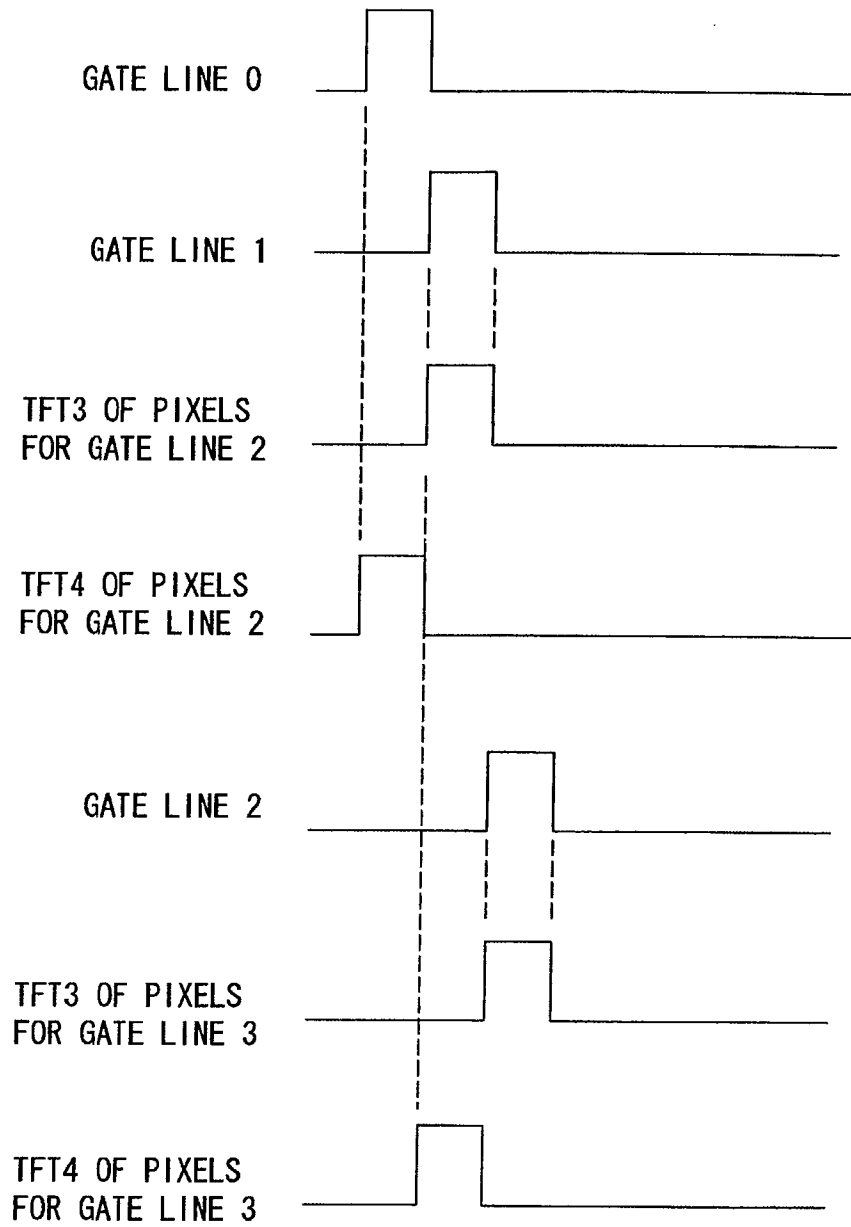 GATE LINE 0
GATE LINE 1
TFT3 OF PIXELS
FOR GATE LINE 2
TFT4 OF PIXELS
FOR GATE LINE 2
GATE LINE 2
TFT3 OF PIXELS
FOR GATE LINE 3
TFT4 OF PIXELS
FOR GATE LINE 3